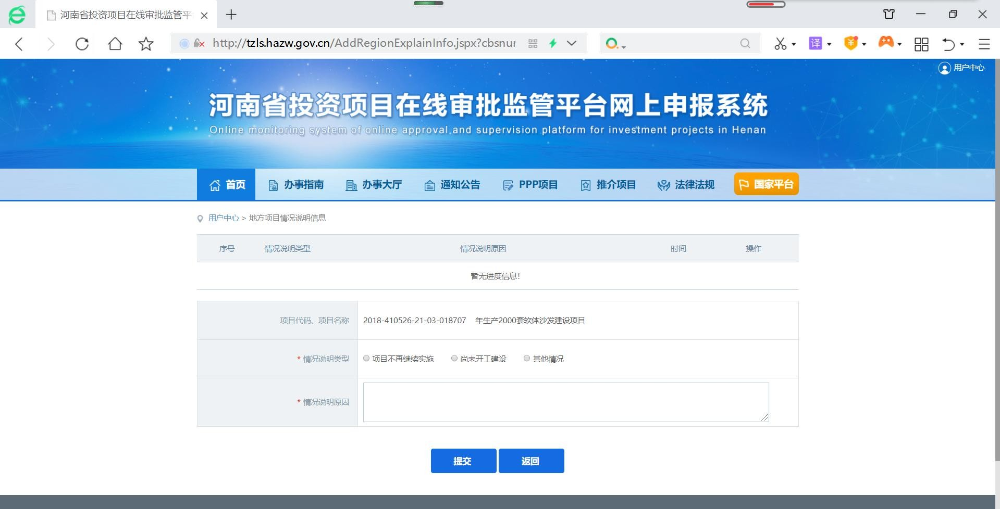 河南省投资项目在线审批监管平
http://tzls.hazw.gov.cn/AddRegionExplainInfo.jspx?cbsnur
译
用户中心
河南省投资项目在线审批监管平台网上申报系统
Online monitoring system of online approval and supervision platform for investment projects in Henan
首页 办事指南 办事大厅 通知公告 PPP项目 推介项目 法律法规 国家平台
用户中心 > 地方项目情况说明信息
序号 情况说明类型 情况说明原因 时间 操作
暂无进度信息!
项目代码、项目名称 2018-410526-21-03-018707 年生产2000套软体沙发建设项目
* 情况说明类型 项目不再继续实施 尚未开工建设 其他情况
* 情况说明原因
提交 返回